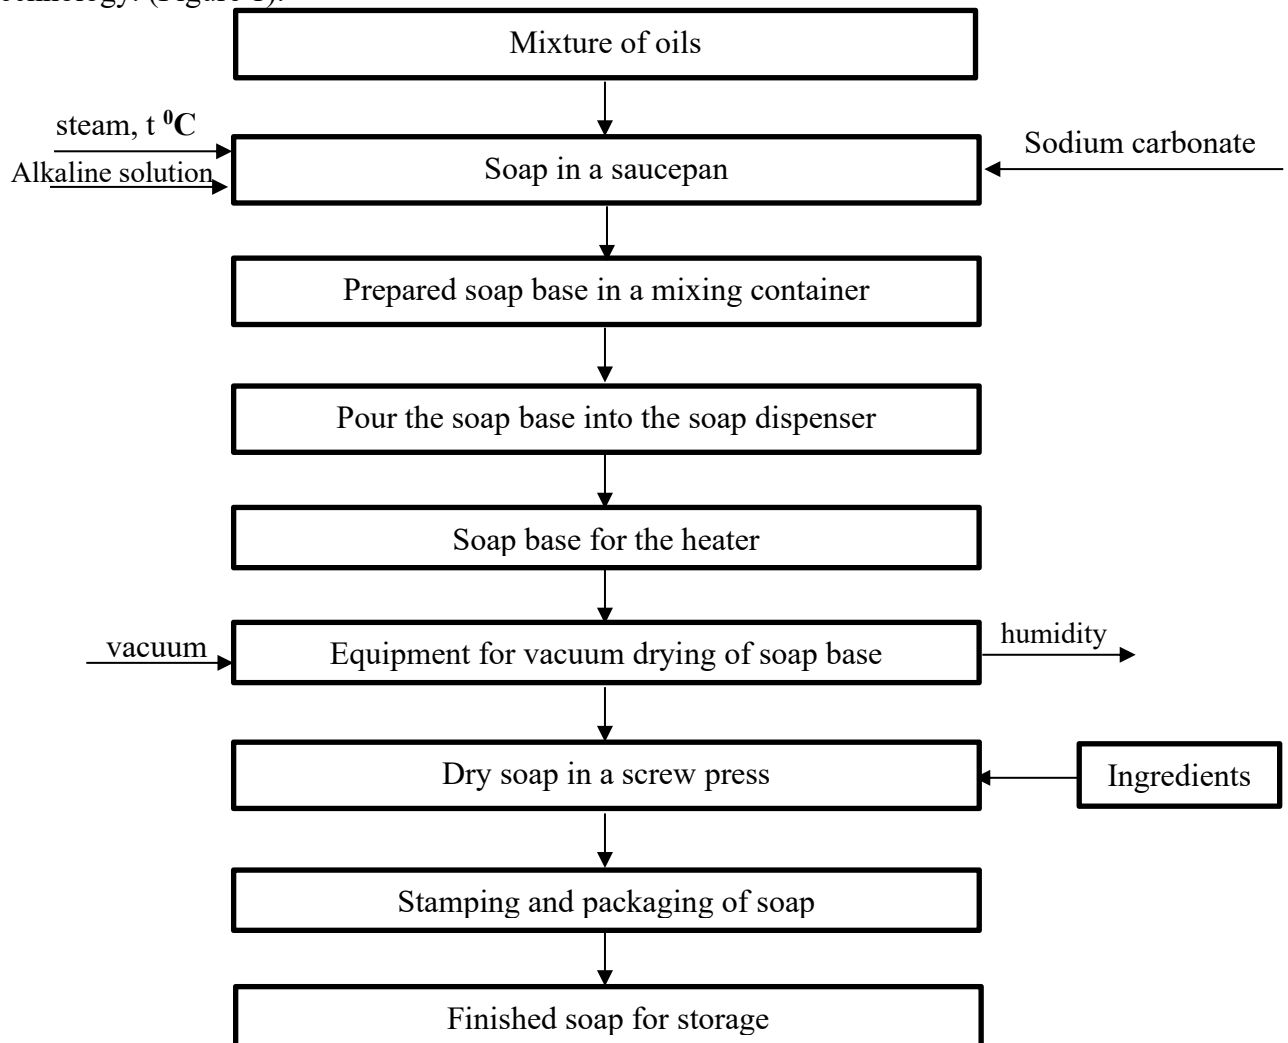 Mixture of oils
steam, t ⁰C
Alkaline solution
Soap in a saucepan
Sodium carbonate
Prepared soap base in a mixing container
Pour the soap base into the soap dispenser
Soap base for the heater
vacuum
Equipment for vacuum drying of soap base
humidity
Dry soap in a screw press
Ingredients
Stamping and packaging of soap
Finished soap for storage